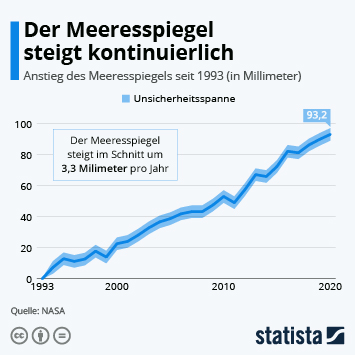 Der Meeresspiegel
steigt kontinuierlich
Anstieg des Meeresspiegels seit 1993 (in Millimeter)
Unsicherheitsspanne
93,2
100
Der Meeresspiegel
steigt im Schnitt um
3,3 Milimeter pro Jahr
80
60
40
20
0
1993
2000
2010
2020
Quelle: NASA
statista